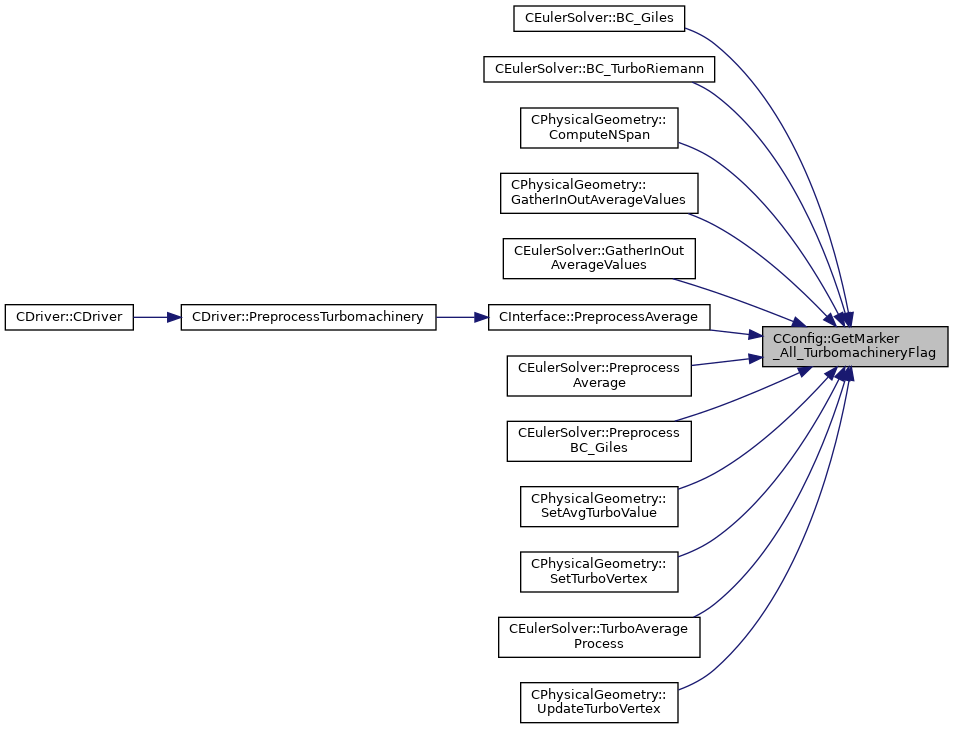 CEulerSolver::BC_Giles
CEulerSolver::BC_TurboRiemann
CPhysicalGeometry::
ComputeNSpan
CPhysicalGeometry::
GatherInOutAverageValues
CEulerSolver::GatherInOut
AverageValues
CDriver::CDriver
CDriver::PreprocessTurbomachinery
CInterface::PreprocessAverage
CConfig::GetMarker
_All_TurbomachineryFlag
CEulerSolver::Preprocess
Average
CEulerSolver::Preprocess
BC_Giles
CPhysicalGeometry::
SetAvgTurboValue
CPhysicalGeometry::
SetTurboVertex
CEulerSolver::TurboAverage
Process
CPhysicalGeometry::
UpdateTurboVertex